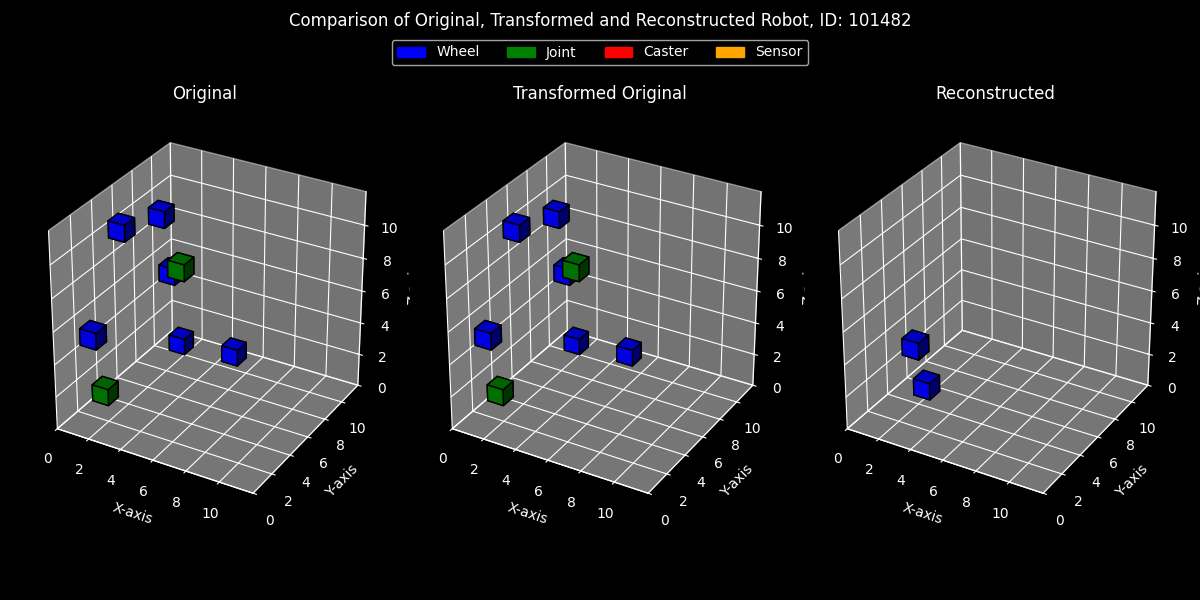 Comparison of Original, Transformed and Reconstructed Robot, ID: 101482
Wheel Joint Caster Sensor
Original Transformed Original Reconstructed
10 10 10
8 8 8
6 6 6
4 4 4
2 2 2
0 0 0
0 2 4 6 8 10 0 2 4 6 8 10 0 2 4 6 8 10
0 2 4 6 8 10 0 2 4 6 8 10 0 2 4 6 8 10
X-axis Y-axis X-axis Y-axis X-axis Y-axis